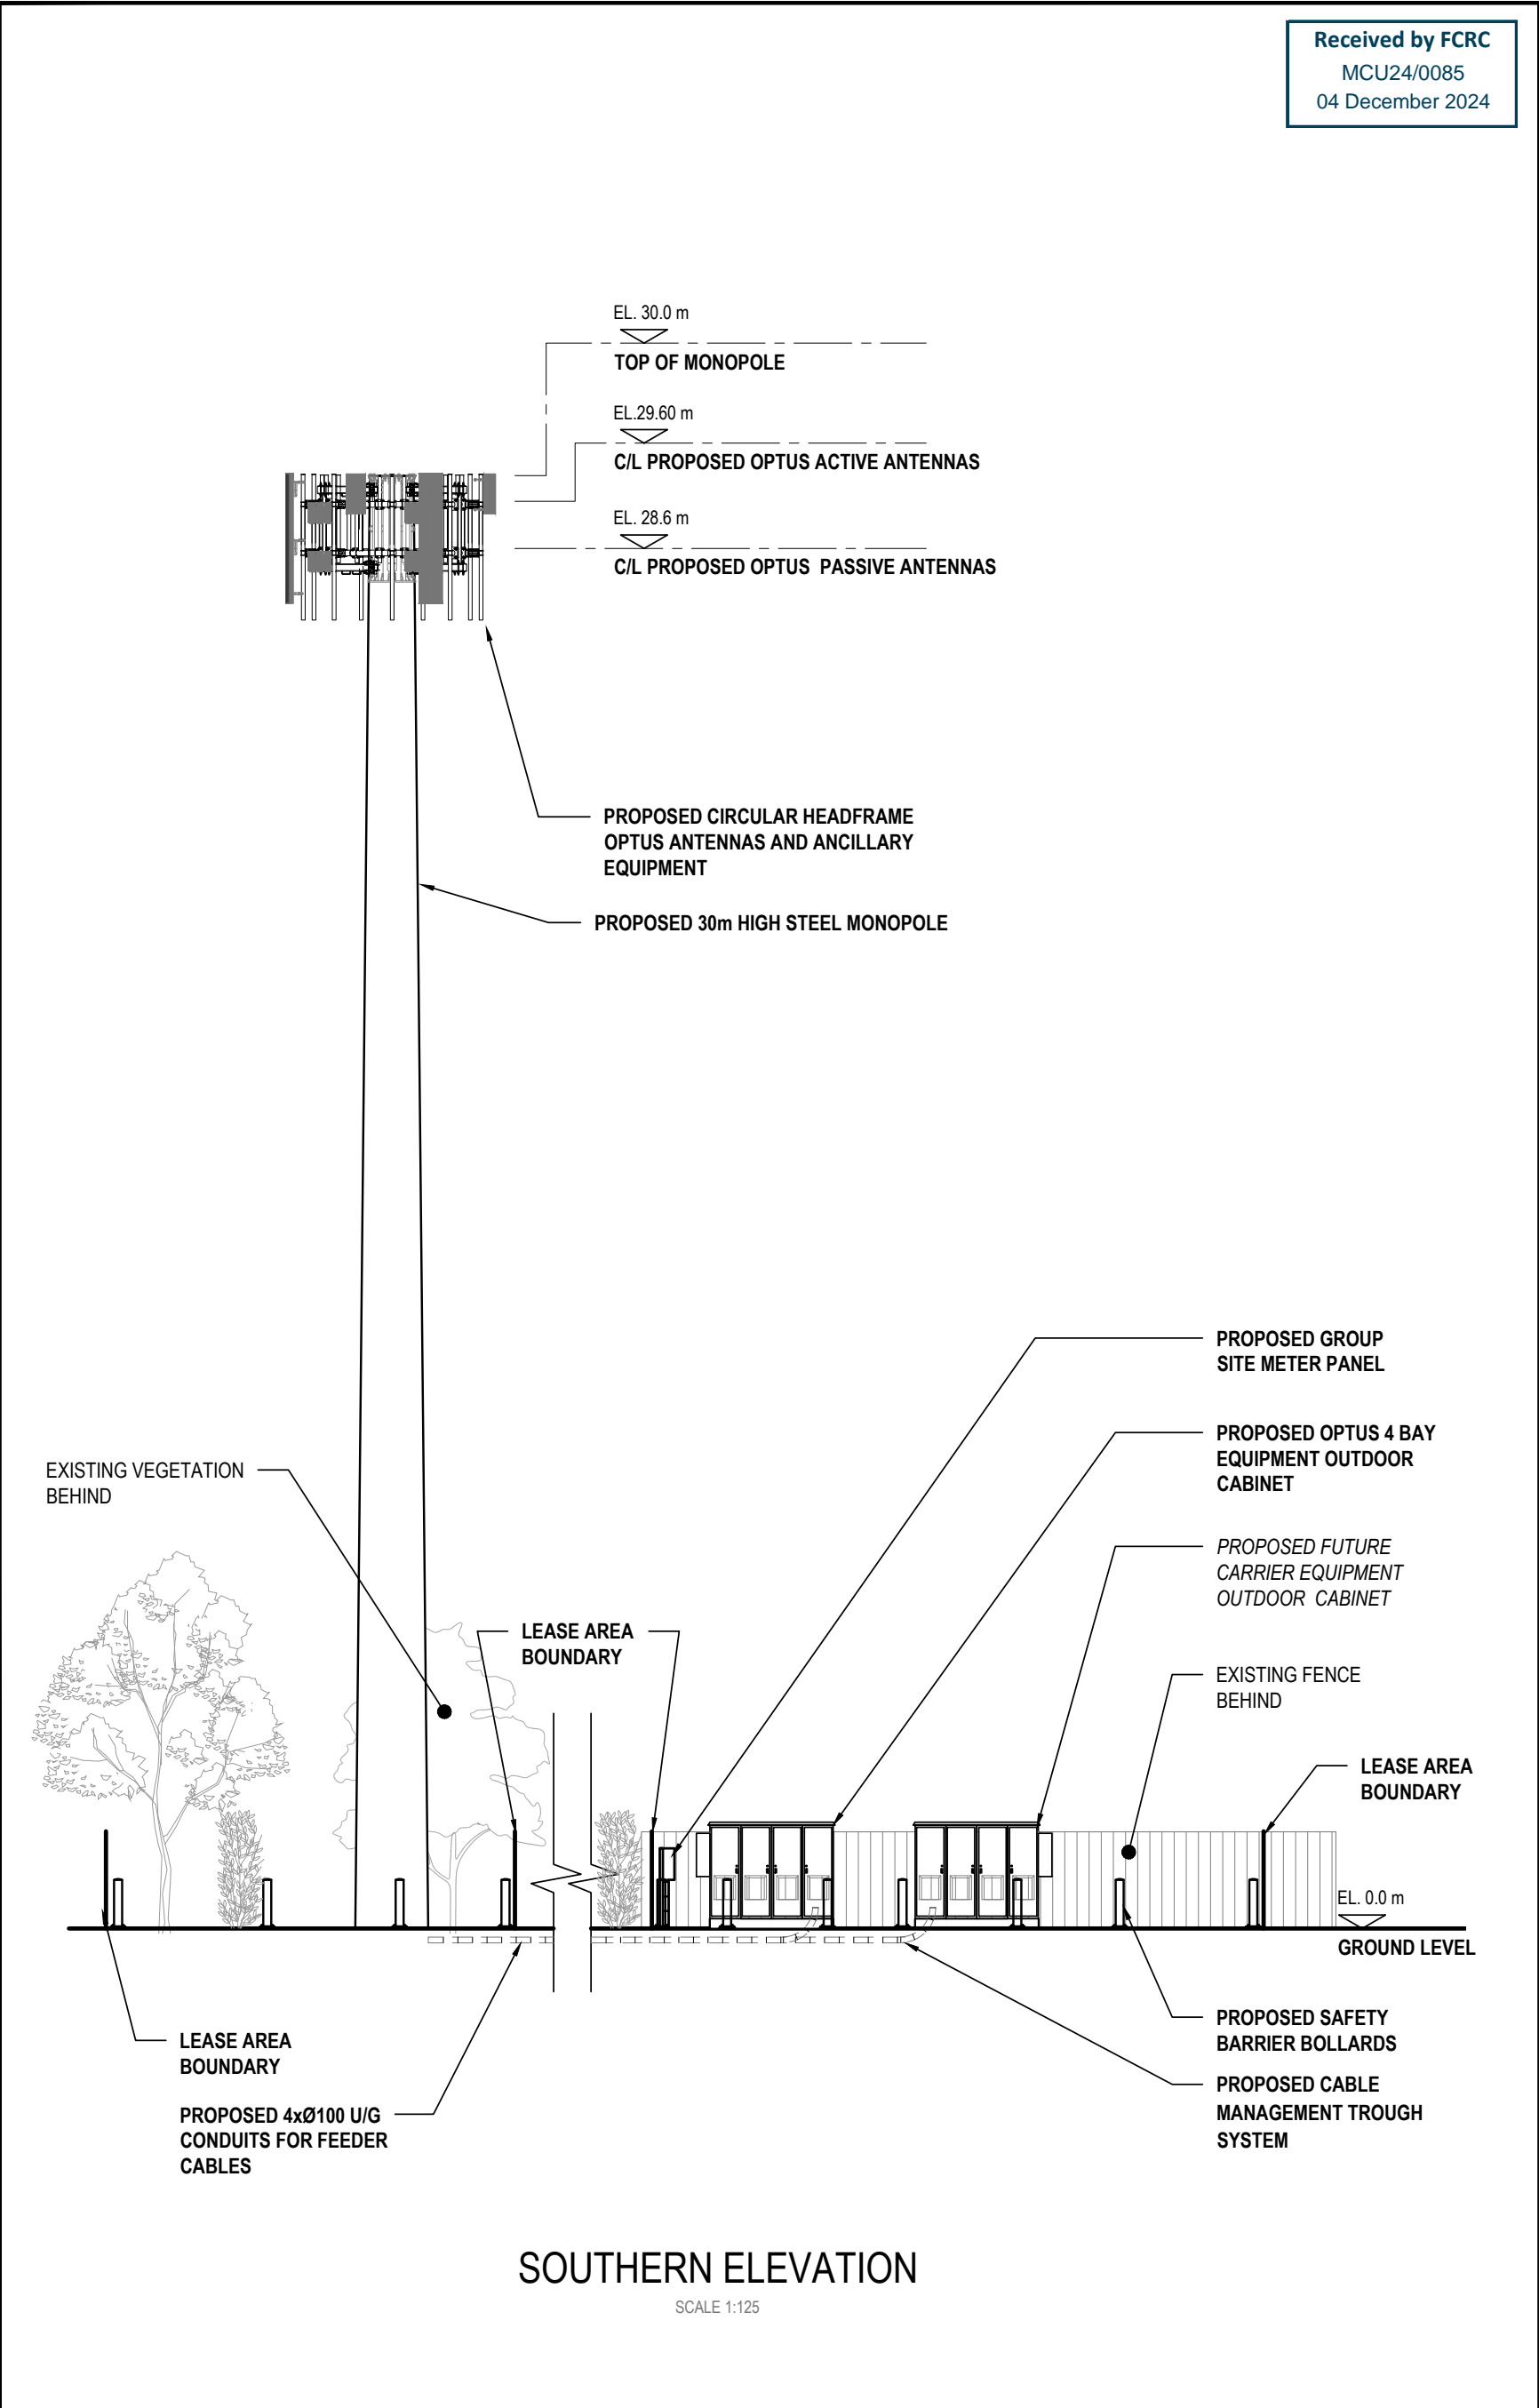 Received by FCRC
MCU24/0085
04 December 2024
EL. 30.0 m
TOP OF MONOPOLE
EL.29.60 m
C/L PROPOSED OPTUS ACTIVE ANTENNAS
EL. 28.6 m
C/L PROPOSED OPTUS PASSIVE ANTENNAS
PROPOSED CIRCULAR HEADFRAME
OPTUS ANTENNAS AND ANCILLARY
EQUIPMENT
PROPOSED 30m HIGH STEEL MONOPOLE
PROPOSED GROUP
SITE METER PANEL
PROPOSED OPTUS 4 BAY
EQUIPMENT OUTDOOR
CABINET
EXISTING VEGETATION
BEHIND
PROPOSED FUTURE
CARRIER EQUIPMENT
OUTDOOR CABINET
LEASE AREA
BOUNDARY
EXISTING FENCE
BEHIND
LEASE AREA
BOUNDARY
EL. 0.0 m
GROUND LEVEL
LEASE AREA
BOUNDARY
PROPOSED SAFETY
BARRIER BOLLARDS
PROPOSED 4xØ100 U/G
CONDUITS FOR FEEDER
CABLES
PROPOSED CABLE
MANAGEMENT TROUGH
SYSTEM
SOUTHERN ELEVATION
SCALE 1:125